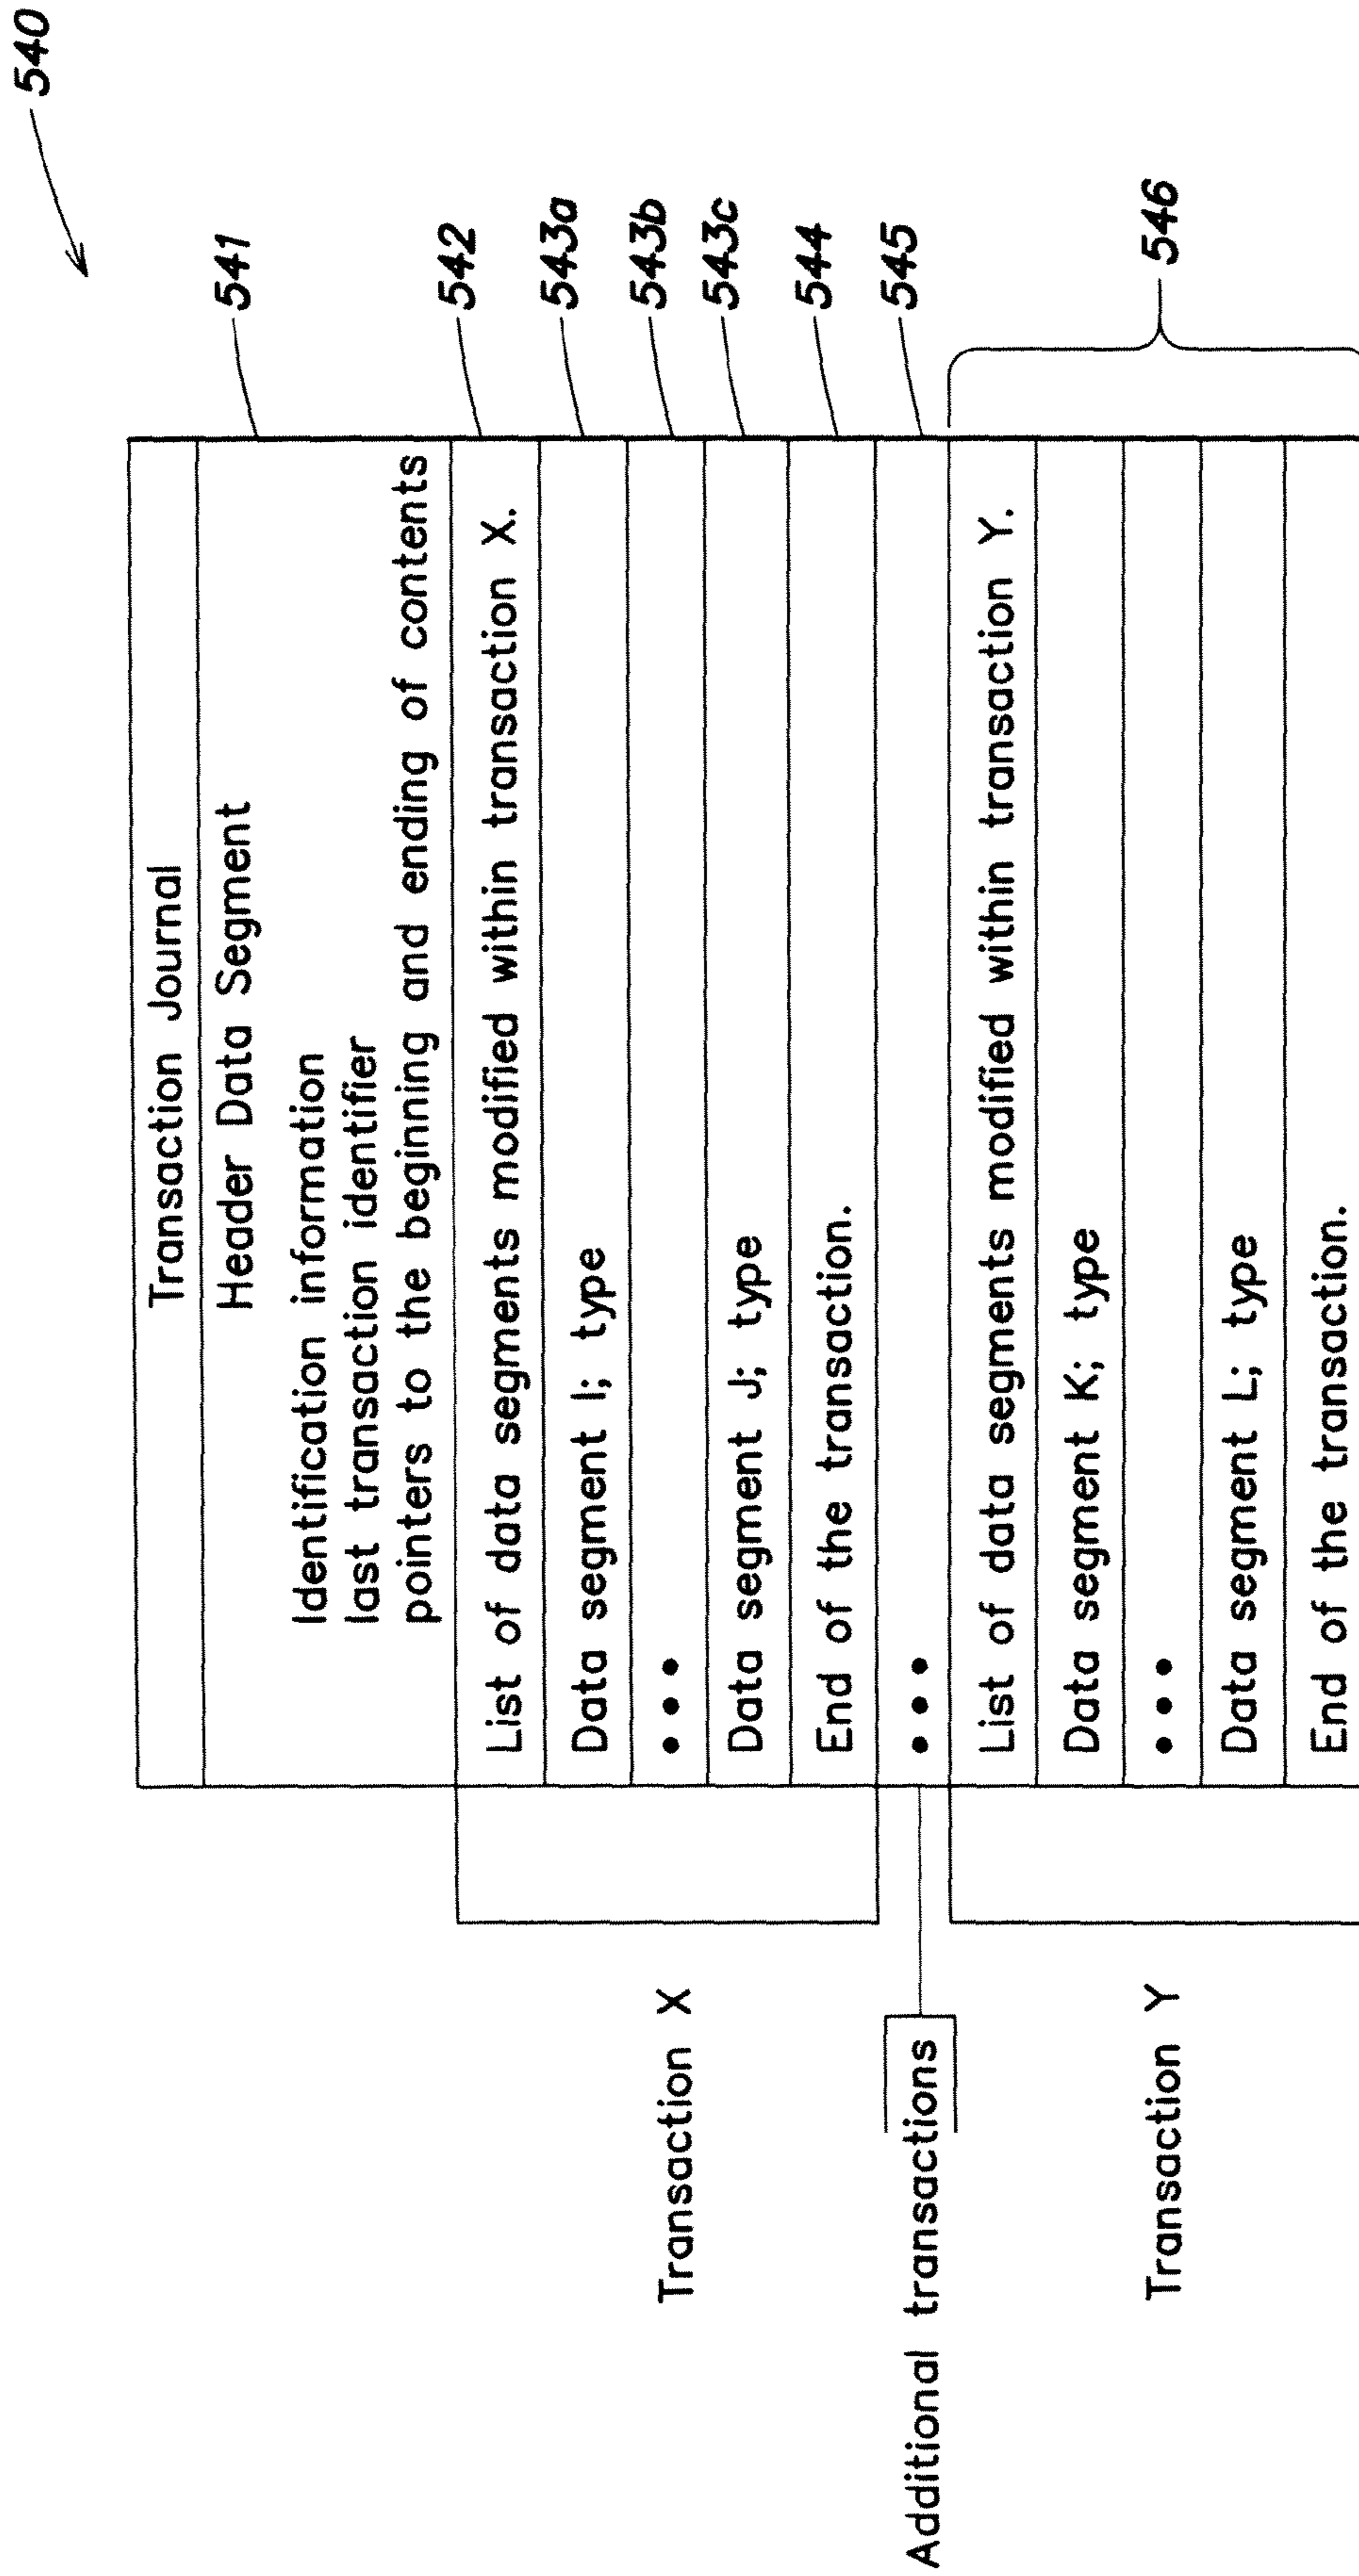 540
Transaction Journal
Header Data Segment
541
Identification information
last transaction identifier
pointers to the beginning and ending of contents
List of data segments modified within transaction X.
542
Data segment I; type
543a
•••
543b
Data segment J; type
543c
End of the transaction.
544
Transaction X
•••
545
Additional transactions
List of data segments modified within transaction Y.
Data segment K; type
•••
546
Transaction Y
Data segment L; type
End of the transaction.